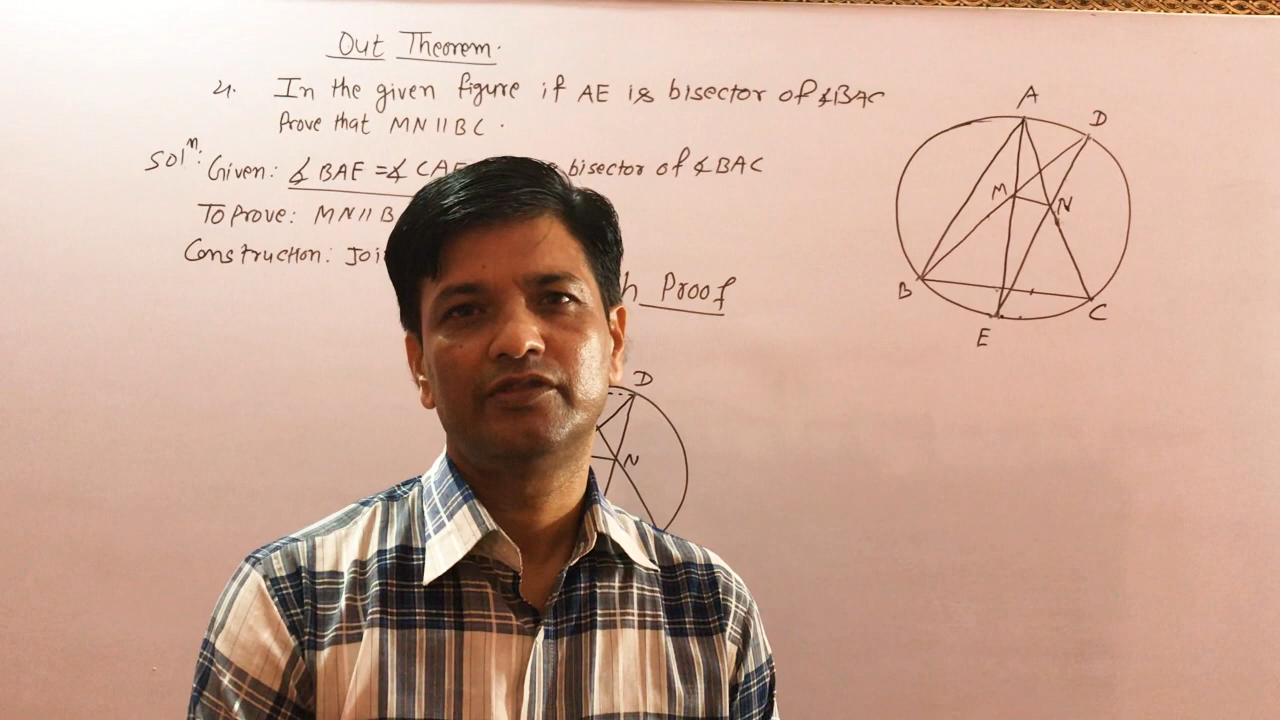 Out Theorem.
4. In the given figure if AE is bisector of ∡BAC
Prove that MN || BC.
Solⁿ: Given: ∡ BAE = ∡ CAE bisector of ∡BAC
To Prove: MN || B
Construction: Joi
Proof
A
D
M
N
B
C
E
D
N